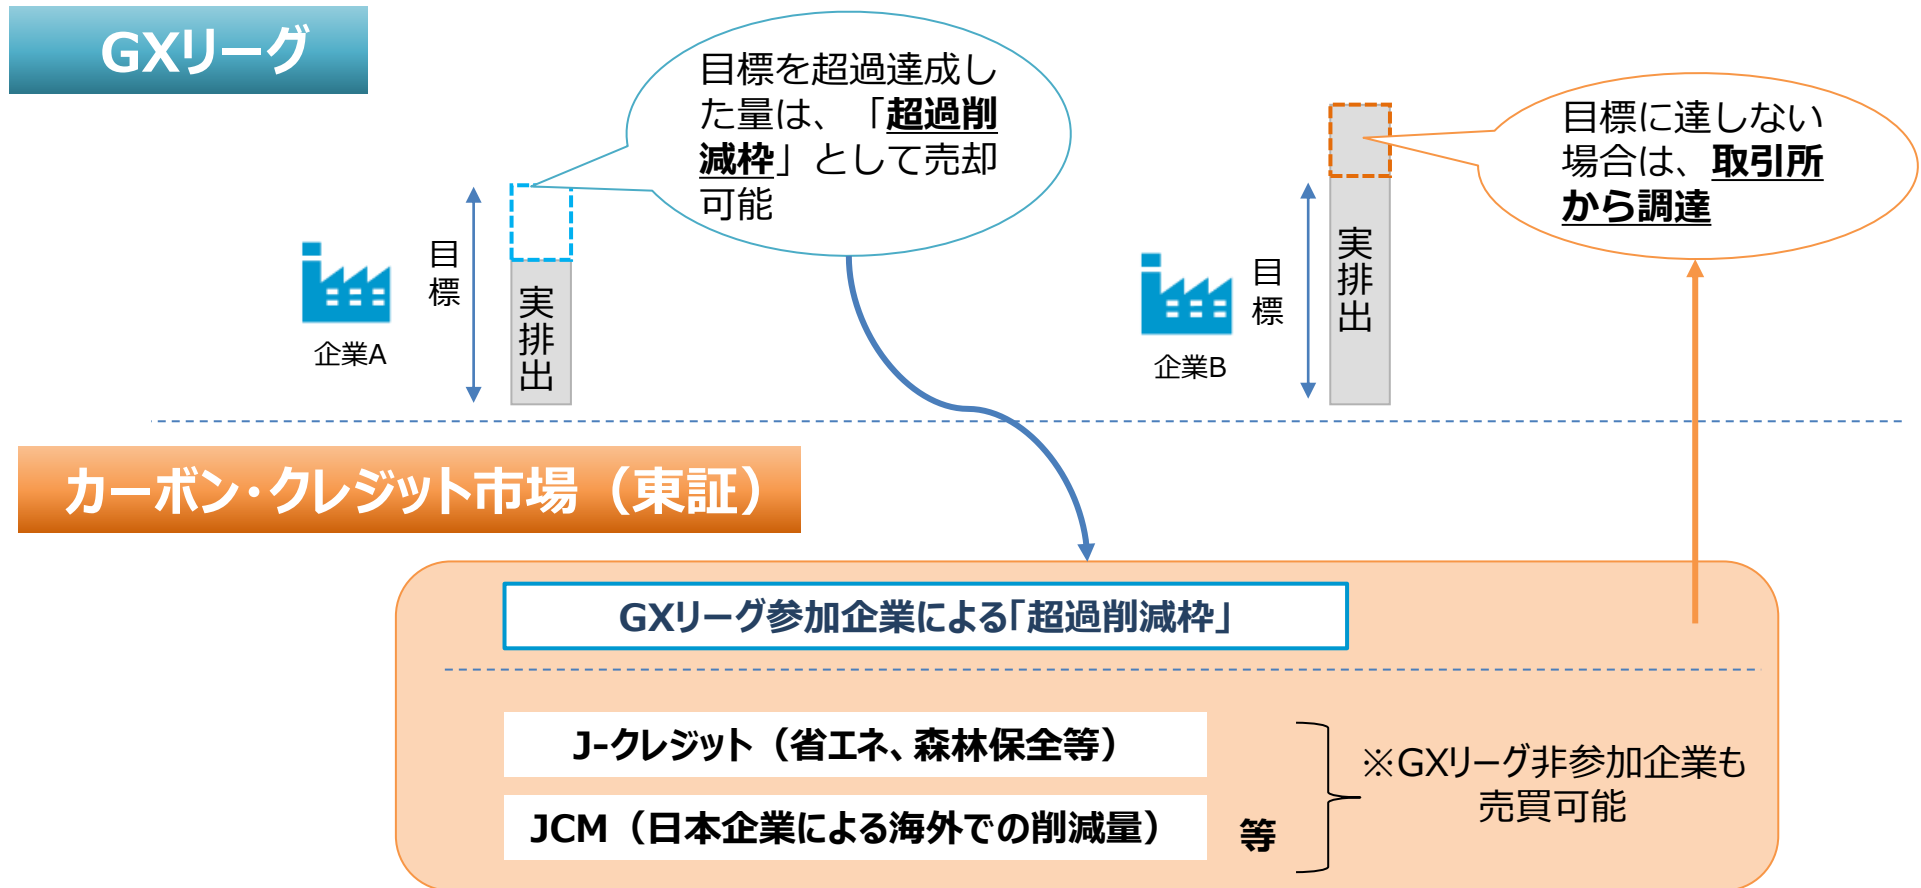 GXリーグ
目標を超過達成し
た量は、「超過削
減枠」として売却
可能
目標に達しない
場合は、取引所
から調達
目標
実排出
企業A
目標
実排出
企業B
カーボン・クレジット市場（東証）
GXリーグ参加企業による「超過削減枠」
J-クレジット（省エネ、森林保全等）
JCM（日本企業による海外での削減量）
等
※GXリーグ非参加企業も
売買可能